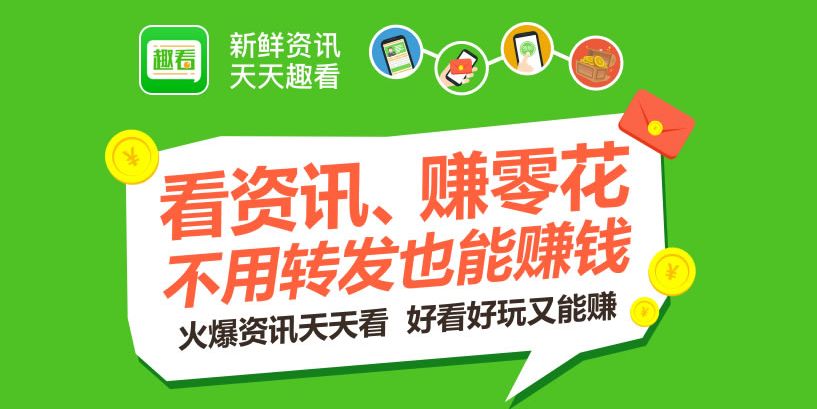 趣看
新鲜资讯
天天趣看
看资讯、赚零花
不用转发也能赚钱
火爆资讯天天看 好看好玩又能赚
¥
¥
¥